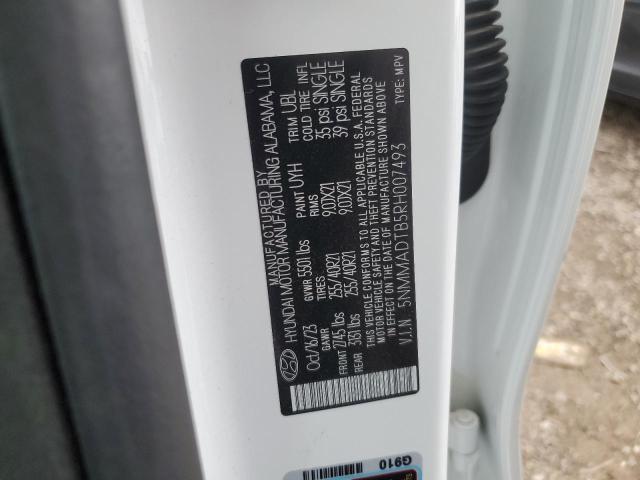 MANUFACTURED BY
HYUNDAI MOTOR MANUFACTURING ALABAMA, LLC
Oct/16/23 GVWR 5501 lbs PAINT UYH TRIM UBL
GAWR TIRES RIMS COLD TIRE INFL
FRONT 2745 lbs 255/40R21 9.0JX21 35 psi SINGLE
REAR 3151 lbs 255/40R21 9.0JX21 39 psi SINGLE
THIS VEHICLE CONFORMS TO ALL APPLICABLE U.S.A. FEDERAL
MOTOR VEHICLE SAFETY AND THEFT PREVENTION STANDARDS
IN EFFECT ON THE DATE OF MANUFACTURE SHOWN ABOVE
V.I.N 5NMMADTB5RH007493 TYPE: MPV
G910